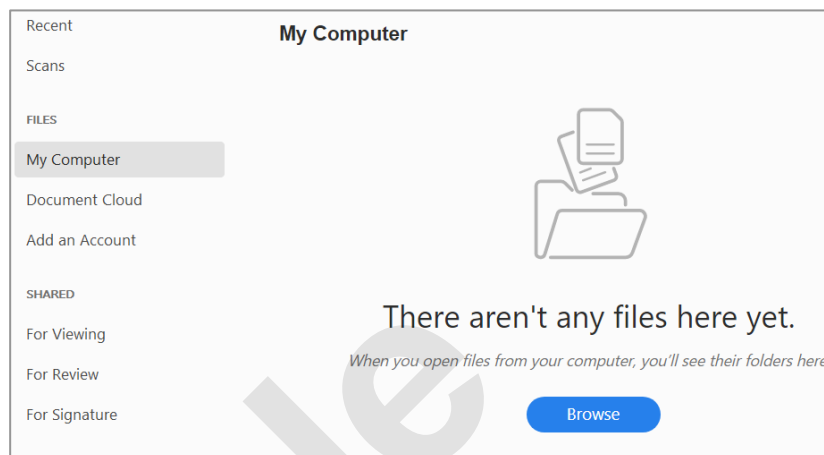 Recent
Scans
FILES
My Computer
Document Cloud
Add an Account
SHARED
For Viewing
For Review
For Signature
My Computer
There aren't any files here yet.
When you open files from your computer, you'll see their folders here
Browse
le